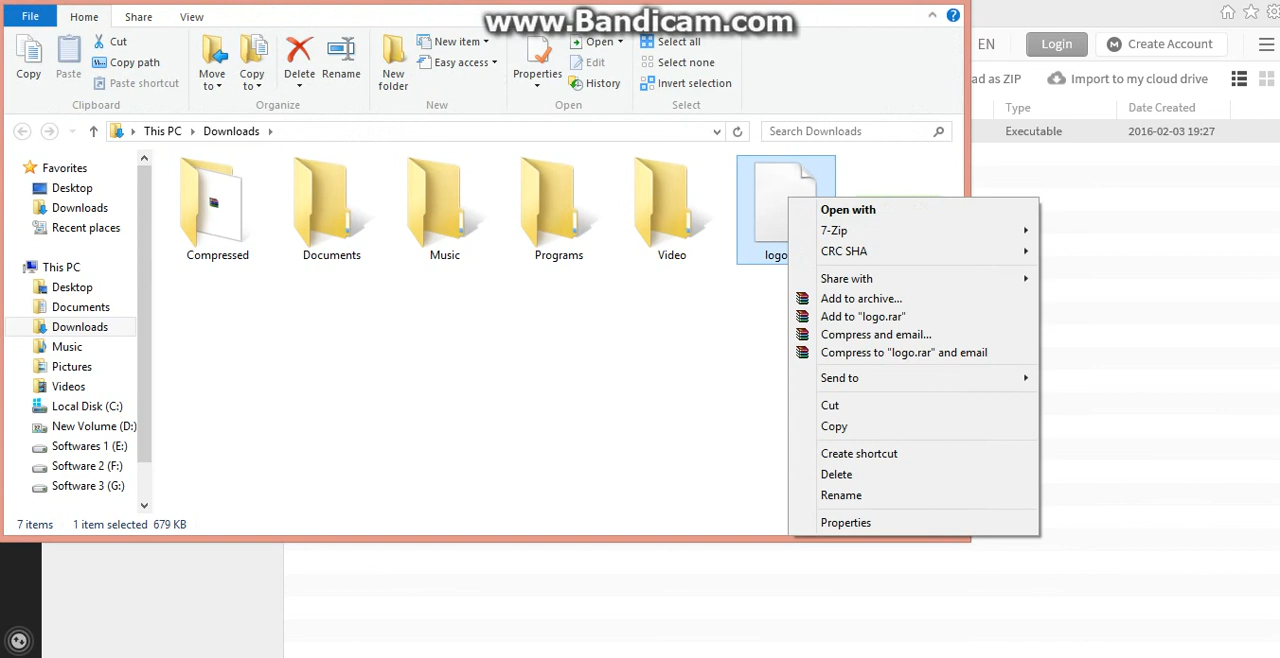 www.Bandicam.com
File Home Share View
Copy
Paste
Cut
Copy path
Paste shortcut
Clipboard
Move to
Copy to
Delete
Rename
Organize
New folder
New item
Easy access
New
Properties
Open
Edit
History
Open
Select all
Select none
Invert selection
Select
EN Login M Create Account
ad as ZIP Import to my cloud drive
Type Date Created
Executable 2016-02-03 19:27
This PC Downloads
Search Downloads
Favorites
Desktop
Downloads
Recent places
This PC
Desktop
Documents
Downloads
Music
Pictures
Videos
Local Disk (C:)
New Volume (D:)
Softwares 1 (E:)
Software 2 (F:)
Software 3 (G:)
Compressed Documents Music Programs Video logo
Open with
7-Zip
CRC SHA
Share with
Add to archive...
Add to "logo.rar"
Compress and email...
Compress to "logo.rar" and email
Send to
Cut
Copy
Create shortcut
Delete
Rename
Properties
7 items 1 item selected 679 KB